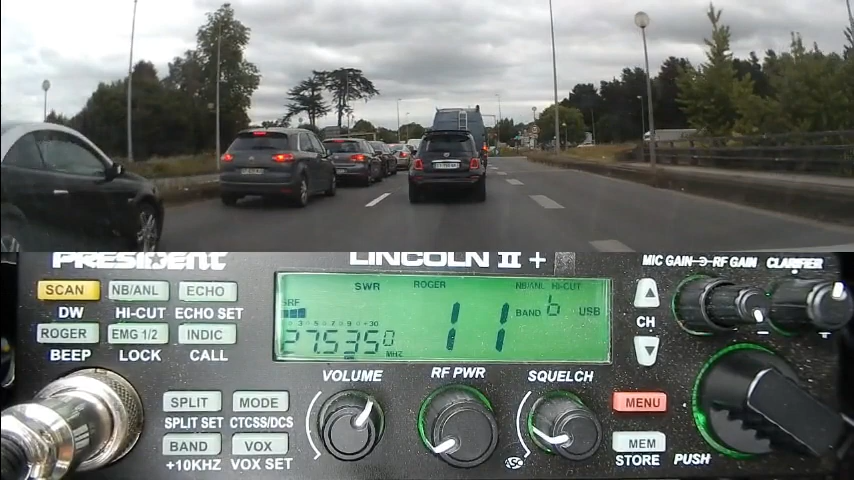 PRESIDENT LINCOLN II +
MIC GAIN RF GAIN CLARIFIER
SCAN NB/ANL ECHO
DW HI-CUT ECHO SET
ROGER EMG 1/2 INDIC
BEEP LOCK CALL
SWR ROGER NB/ANL HI-CUT
11 BAND b USB
27.5350 MHZ
CH
VOLUME RF PWR SQUELCH
SPLIT MODE
SPLIT SET CTCSS/DCS
BAND VOX
+10KHZ VOX SET
ASC
MENU
MEM
STORE PUSH